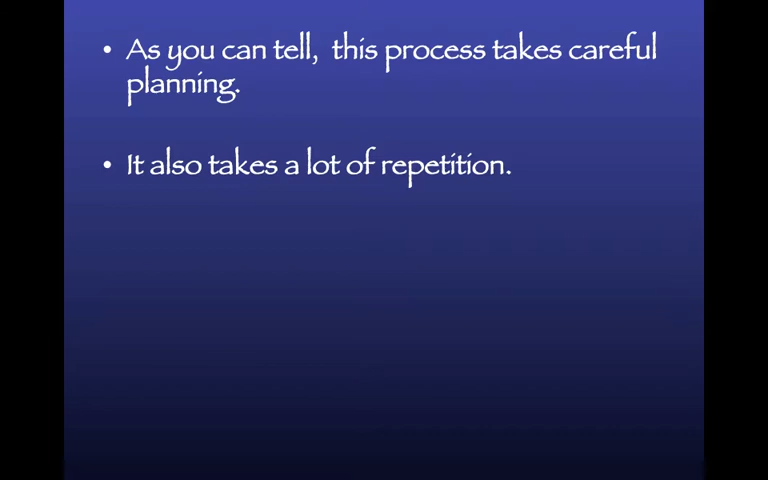 • As you can tell,  this process takes careful
planning.
• It also takes a lot of repetition.